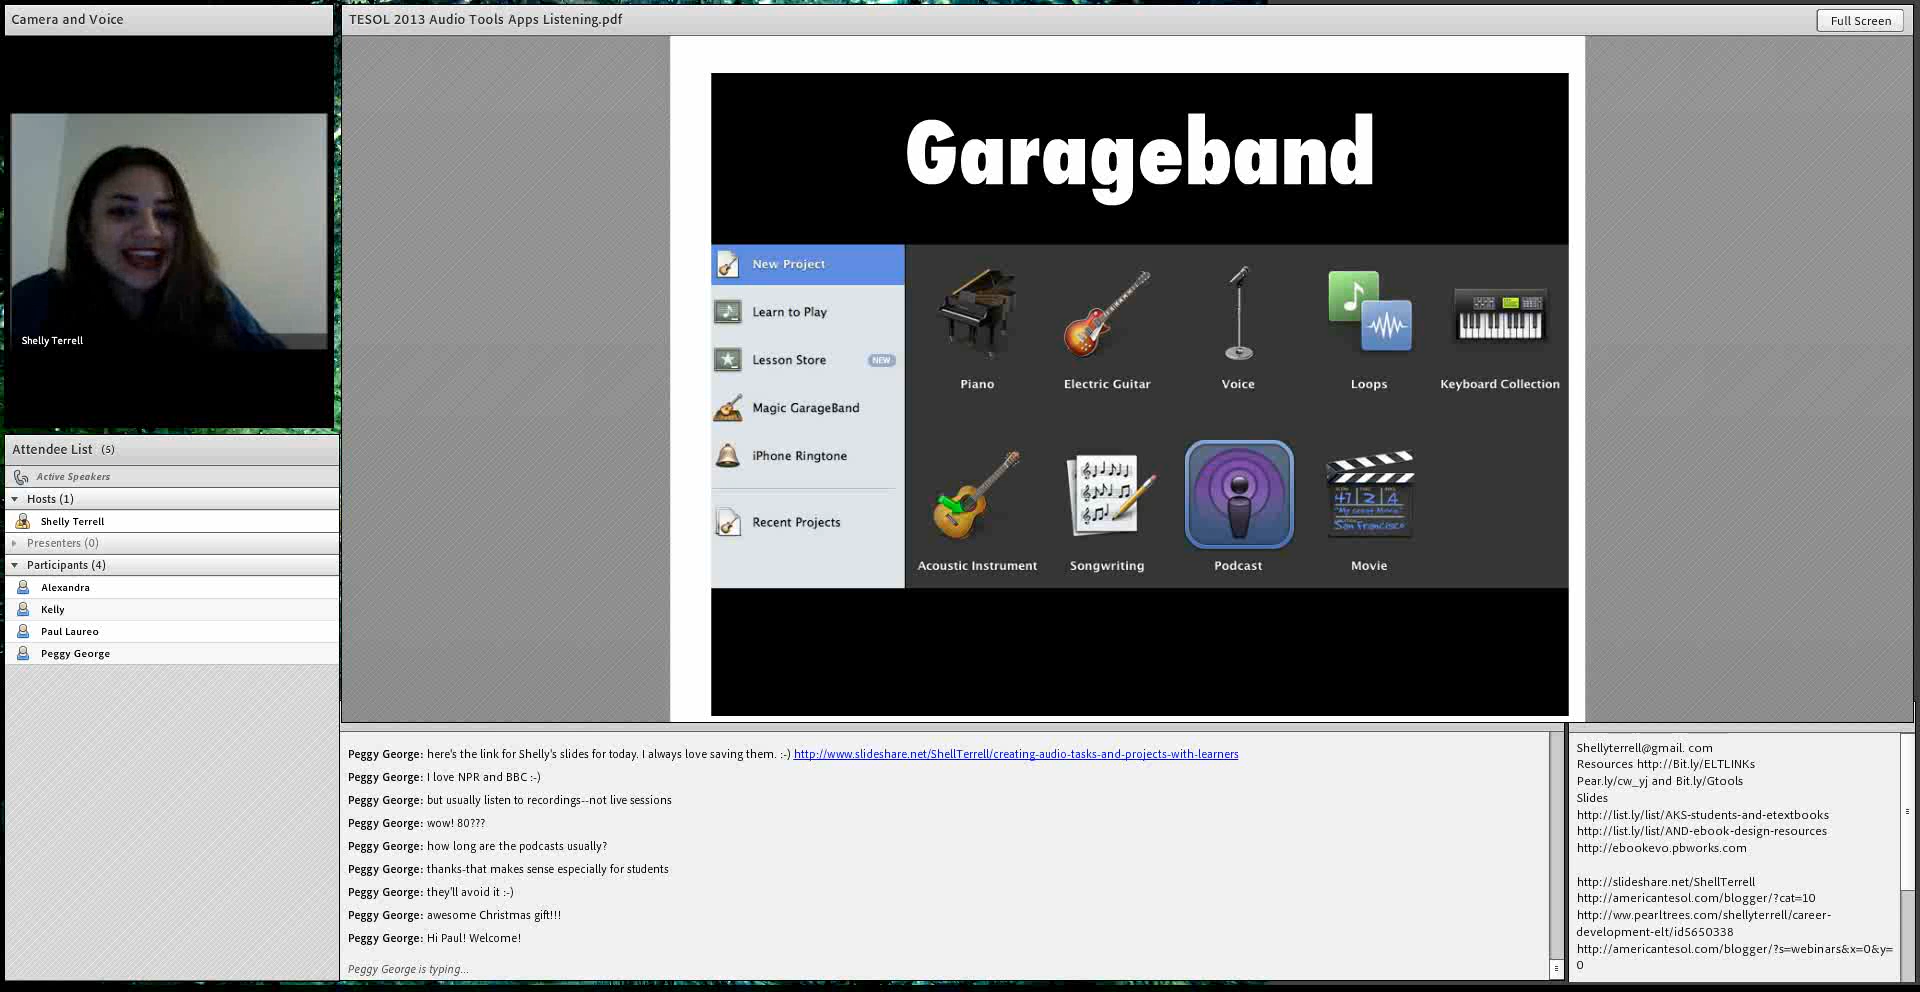 Camera and Voice
TESOL 2013 Audio Tools Apps Listening.pdf
Full Screen
Shelly Terrell
Garageband
New Project
Learn to Play
Lesson Store NEW
Magic GarageBand
iPhone Ringtone
Recent Projects
Piano
Electric Guitar
Voice
Loops
Keyboard Collection
47 2 4
"My Great Movie"
San Francisco
Acoustic Instrument
Songwriting
Podcast
Movie
Attendee List (5)
Active Speakers
Hosts (1)
Shelly Terrell
Presenters (0)
Participants (4)
Alexandra
Kelly
Paul Laureo
Peggy George
Peggy George: here's the link for Shelly's slides for today. I always love saving them. :-) http://www.slideshare.net/ShellTerrell/creating-audio-tasks-and-projects-with-learners
Peggy George: I love NPR and BBC :-)
Peggy George: but usually listen to recordings--not live sessions
Peggy George: wow! 80???
Peggy George: how long are the podcasts usually?
Peggy George: thanks-that makes sense especially for students
Peggy George: they'll avoid it :-)
Peggy George: awesome Christmas gift!!!
Peggy George: Hi Paul! Welcome!
Peggy George is typing...
Shellyterrell@gmail. com
Resources http://Bit.ly/ELTLINKs
Pear.ly/cw_yj and Bit.ly/Gtools
Slides
http://list.ly/list/AKS-students-and-etextbooks
http://list.ly/list/AND-ebook-design-resources
http://ebookevo.pbworks.com
http://slideshare.net/ShellTerrell
http://americantesol.com/blogger/?cat=10
http://ww.pearltrees.com/shellyterrell/career-
development-elt/id5650338
http://americantesol.com/blogger/?s=webinars&x=0&y=
0